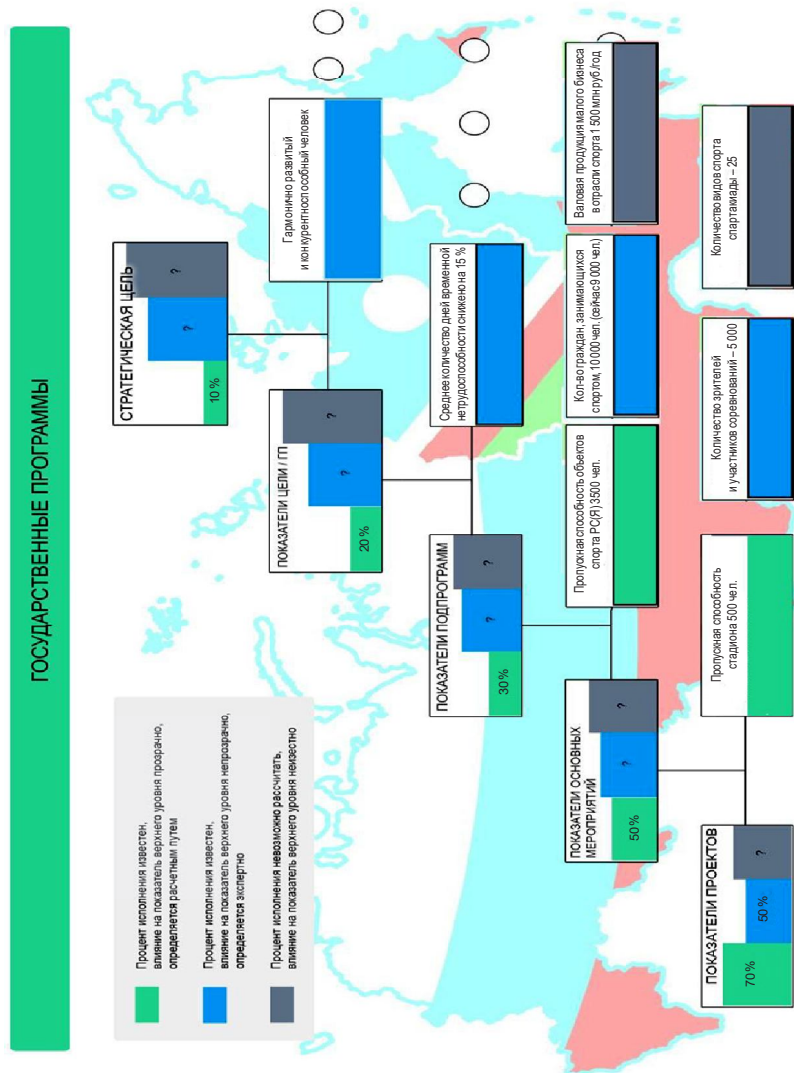 ГОСУДАРСТВЕННЫЕ ПРОГРАММЫ
Процент исполнения известен,
влияние на показатель верхнего уровня прозрачно,
определяется расчетным путем
Процент исполнения известен,
влияние на показатель верхнего уровня непрозрачно,
определяется экспертно
Процент исполнения невозможно рассчитать,
влияние на показатель верхнего уровня неизвестно
СТРАТЕГИЧЕСКАЯ ЦЕЛЬ
10 %
?
?
Гармонично развитый
и конкурентноспособный человек
ПОКАЗАТЕЛИ ЦЕЛИ / ГП
20 %
?
?
Среднее количество дней временной
нетрудоспособности снижено на 15 %
ПОКАЗАТЕЛИ ПОДПРОГРАММ
30 %
?
?
ПОКАЗАТЕЛИ ОСНОВНЫХ
МЕРОПРИЯТИЙ
50 %
?
?
Пропускная способность объектов
спорта РС(Я) 3500 чел.
Кол-во граждан, занимающихся
спортом, 10 000 чел. (сейчас 9 000 чел.)
Валовая продукция малого бизнеса
в отрасли спорта 1 500 млн руб./год
ПОКАЗАТЕЛИ ПРОЕКТОВ
70 %
50 %
?
Пропускная способность
стадиона 500 чел.
Количество зрителей
и участников соревнований – 5 000
Количество видов спорта
спартакиады – 25